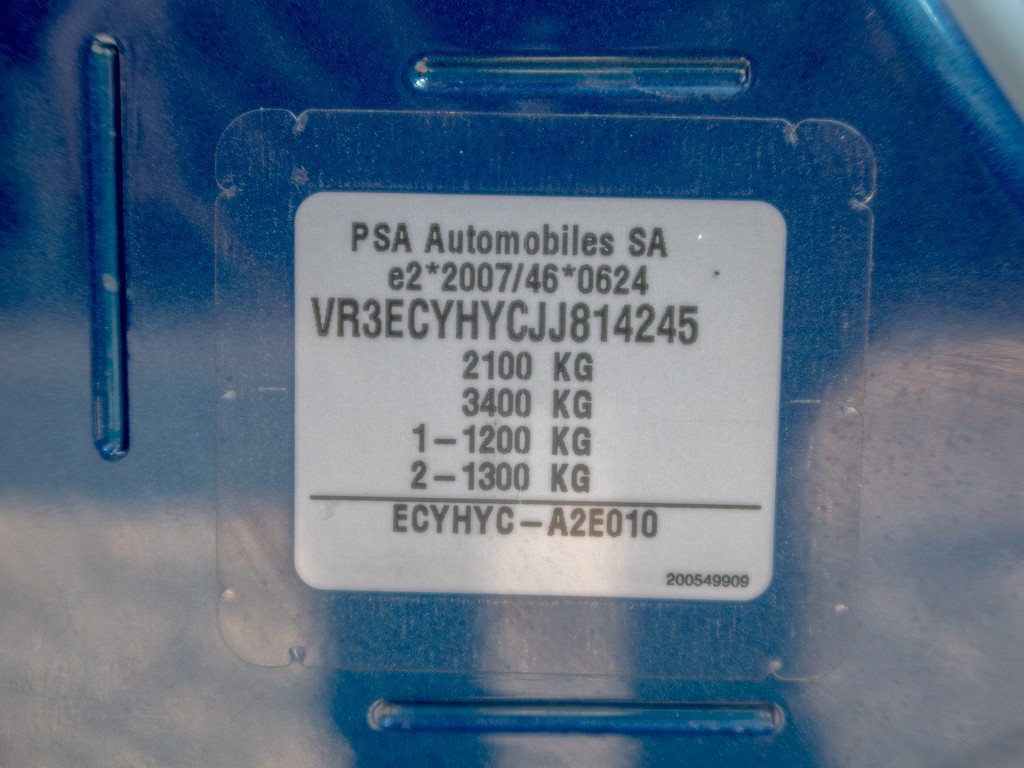 PSA Automobiles SA
e2*2007/46*0624
VR3ECYHYCJJ814245
2100 KG
3400 KG
1-1200 KG
2-1300 KG
ECYHYC-A2E010
200549909